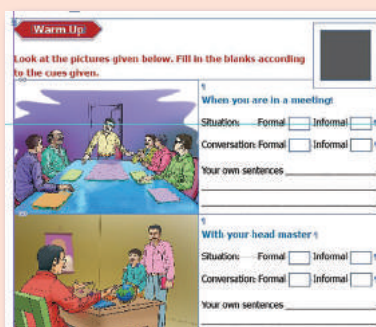 Warm Up
Look at the pictures given below. Fill in the blanks according
to the cues given.
When you are in a meeting
Situation: Formal Informal
Conversation: Formal Informal
Your own sentences
With your head master
Situation: Formal Informal
Conversation: Formal Informal
Your own sentences